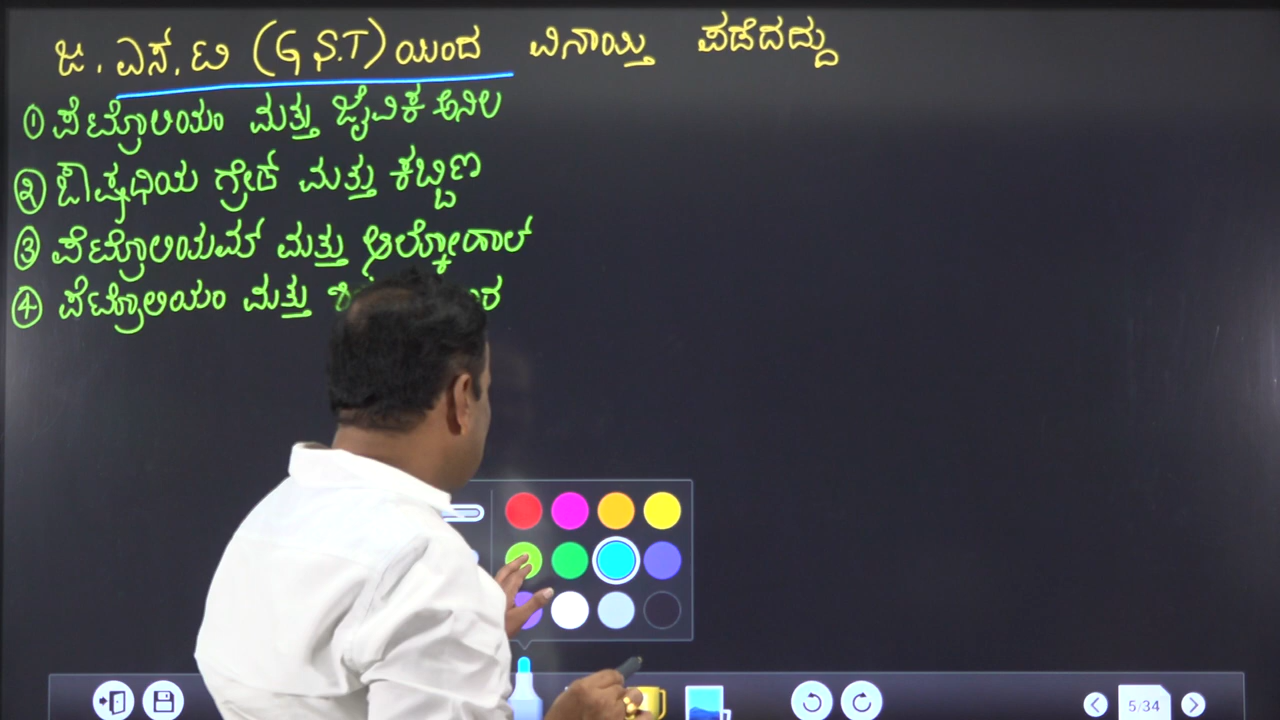 ಜಿ. ಎಸ್. ಟಿ (G.S.T) ಯಿಂದ ವಿನಾಯ್ತಿ ಪಡೆದದ್ದು
① ಪೆಟ್ರೋಲಿಯಂ ಮತ್ತು ಜೈವಿಕ ಅನಿಲ
② ಔಷಧಿಯ ಗ್ರೇಡ್ ಮತ್ತು ಕಬ್ಬಿಣ
③ ಪೆಟ್ರೋಲಿಯಮ್ ಮತ್ತು ಆಲ್ಕೋಹಾಲ್
④ ಪೆಟ್ರೋಲಿಯಂ ಮತ್ತು
5/34